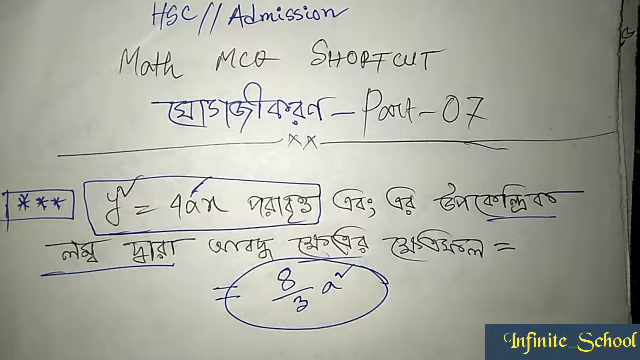 HSC // Admission
Math MCQ SHORTCUT
যোগজীকরণ - Part - 07
××
*** y² = 4ax পরাবৃত্ত এবং এর উপকেন্দ্রিক
লম্ব দ্বারা আবদ্ধ ক্ষেত্রের ক্ষেত্রফল =
= 8/3 a²
Infinite School